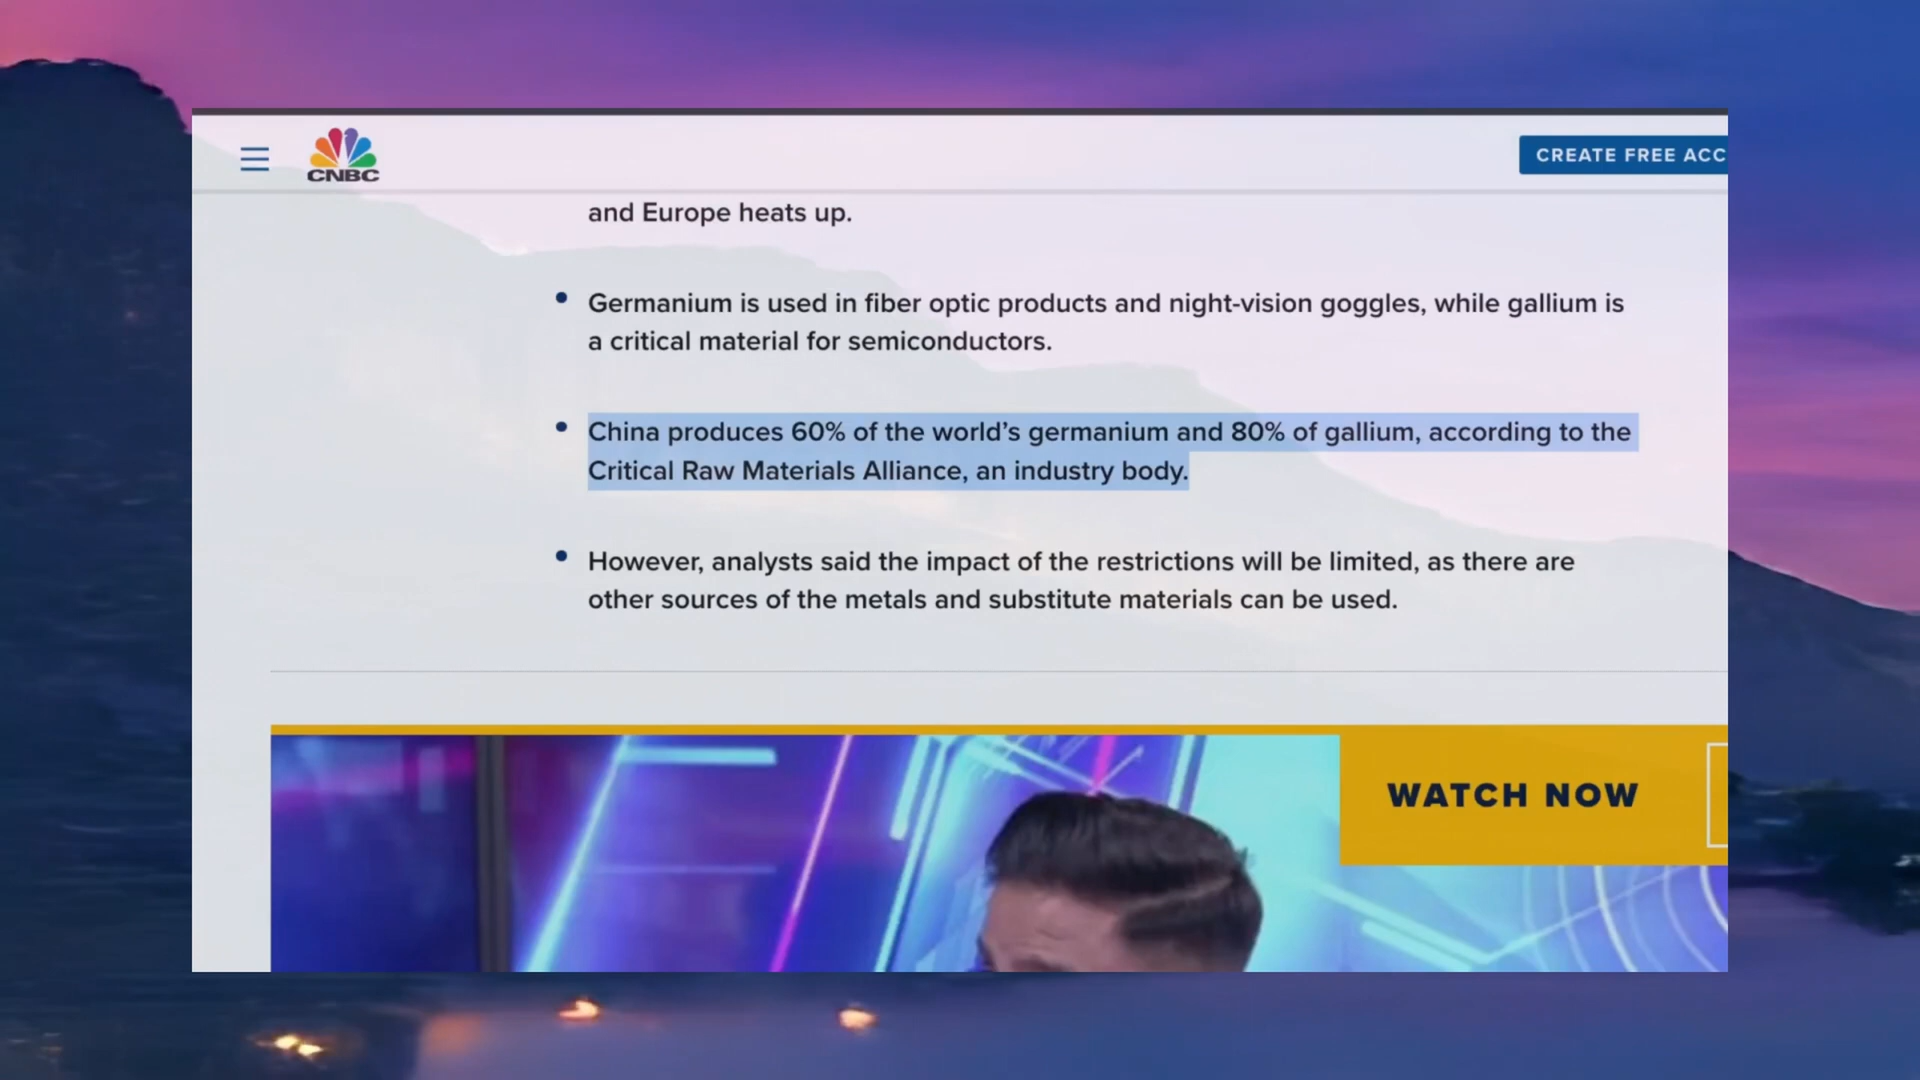 CNBC
CREATE FREE ACC
and Europe heats up.
Germanium is used in fiber optic products and night-vision goggles, while gallium is
a critical material for semiconductors.
China produces 60% of the world’s germanium and 80% of gallium, according to the
Critical Raw Materials Alliance, an industry body.
However, analysts said the impact of the restrictions will be limited, as there are
other sources of the metals and substitute materials can be used.
WATCH NOW